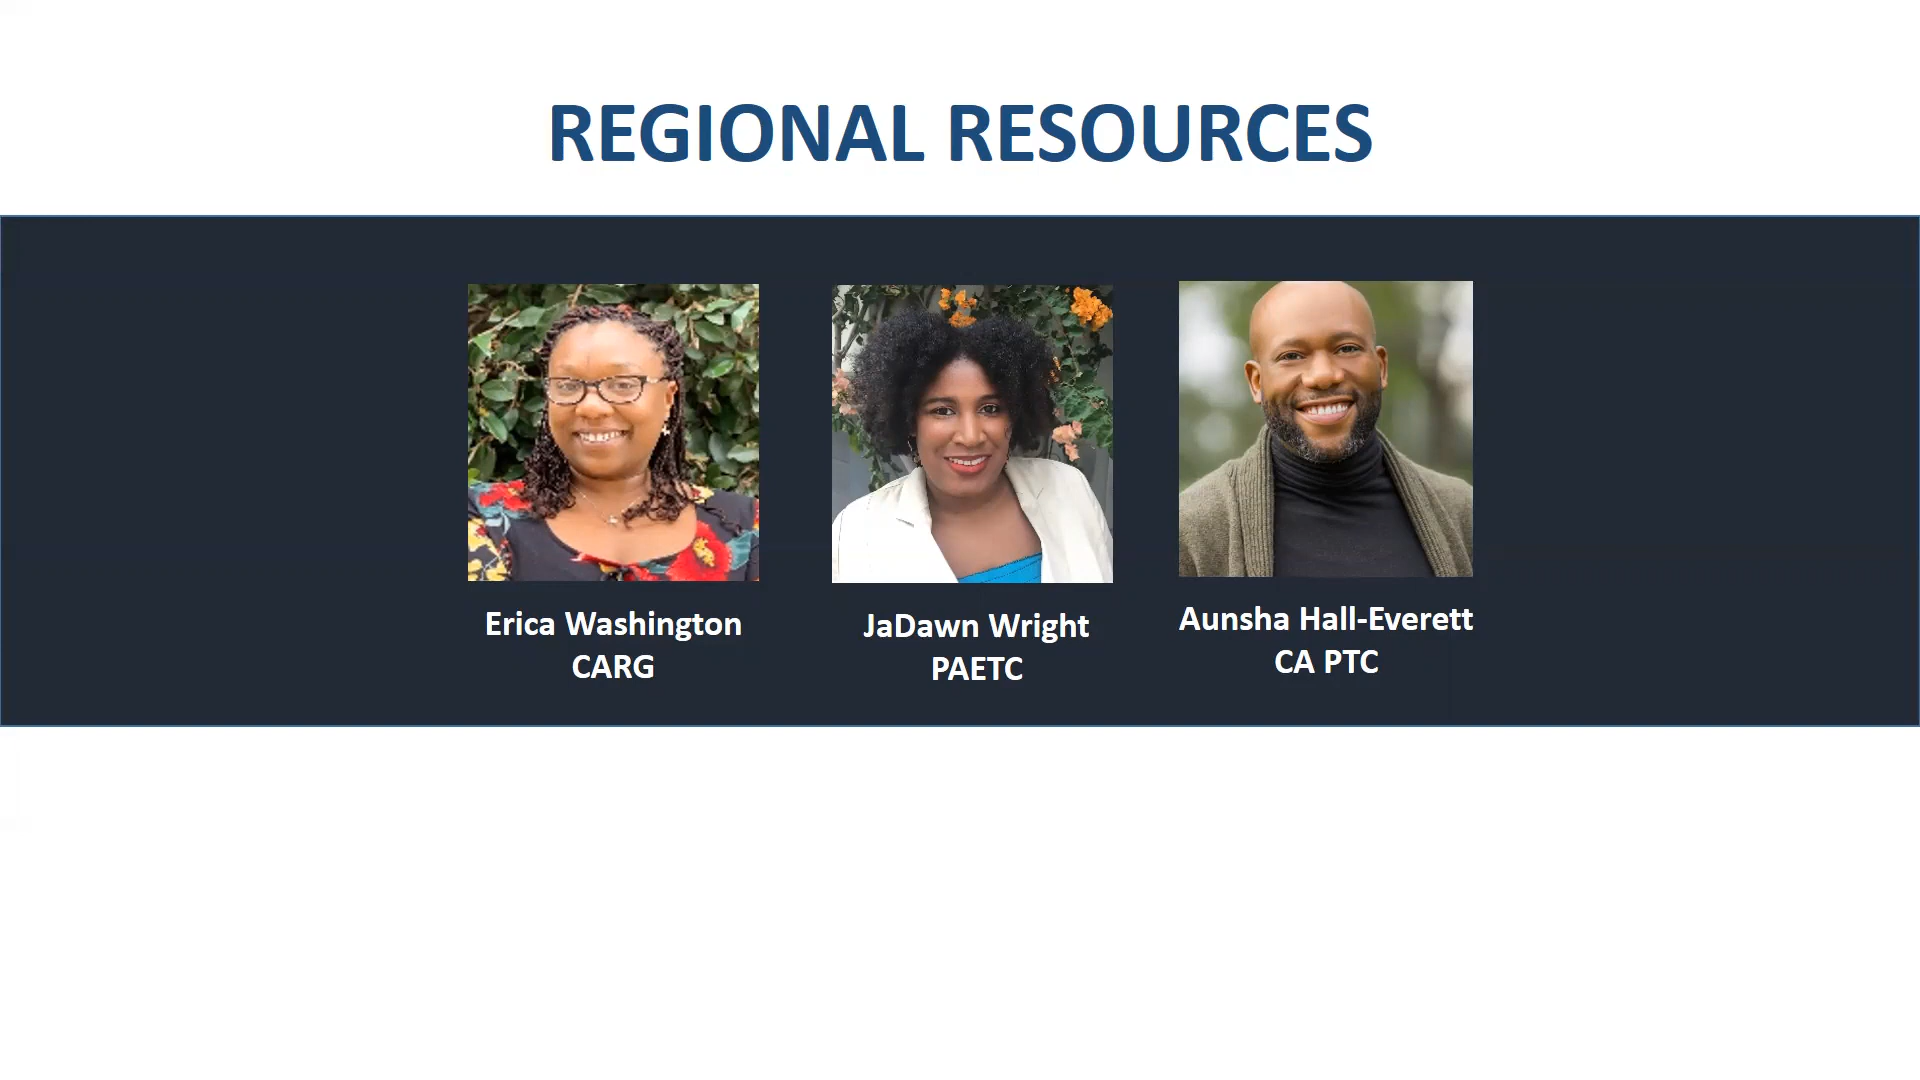 REGIONAL RESOURCES
Erica Washington
CARG
JaDawn Wright
PAETC
Aunsha Hall-Everett
CA PTC